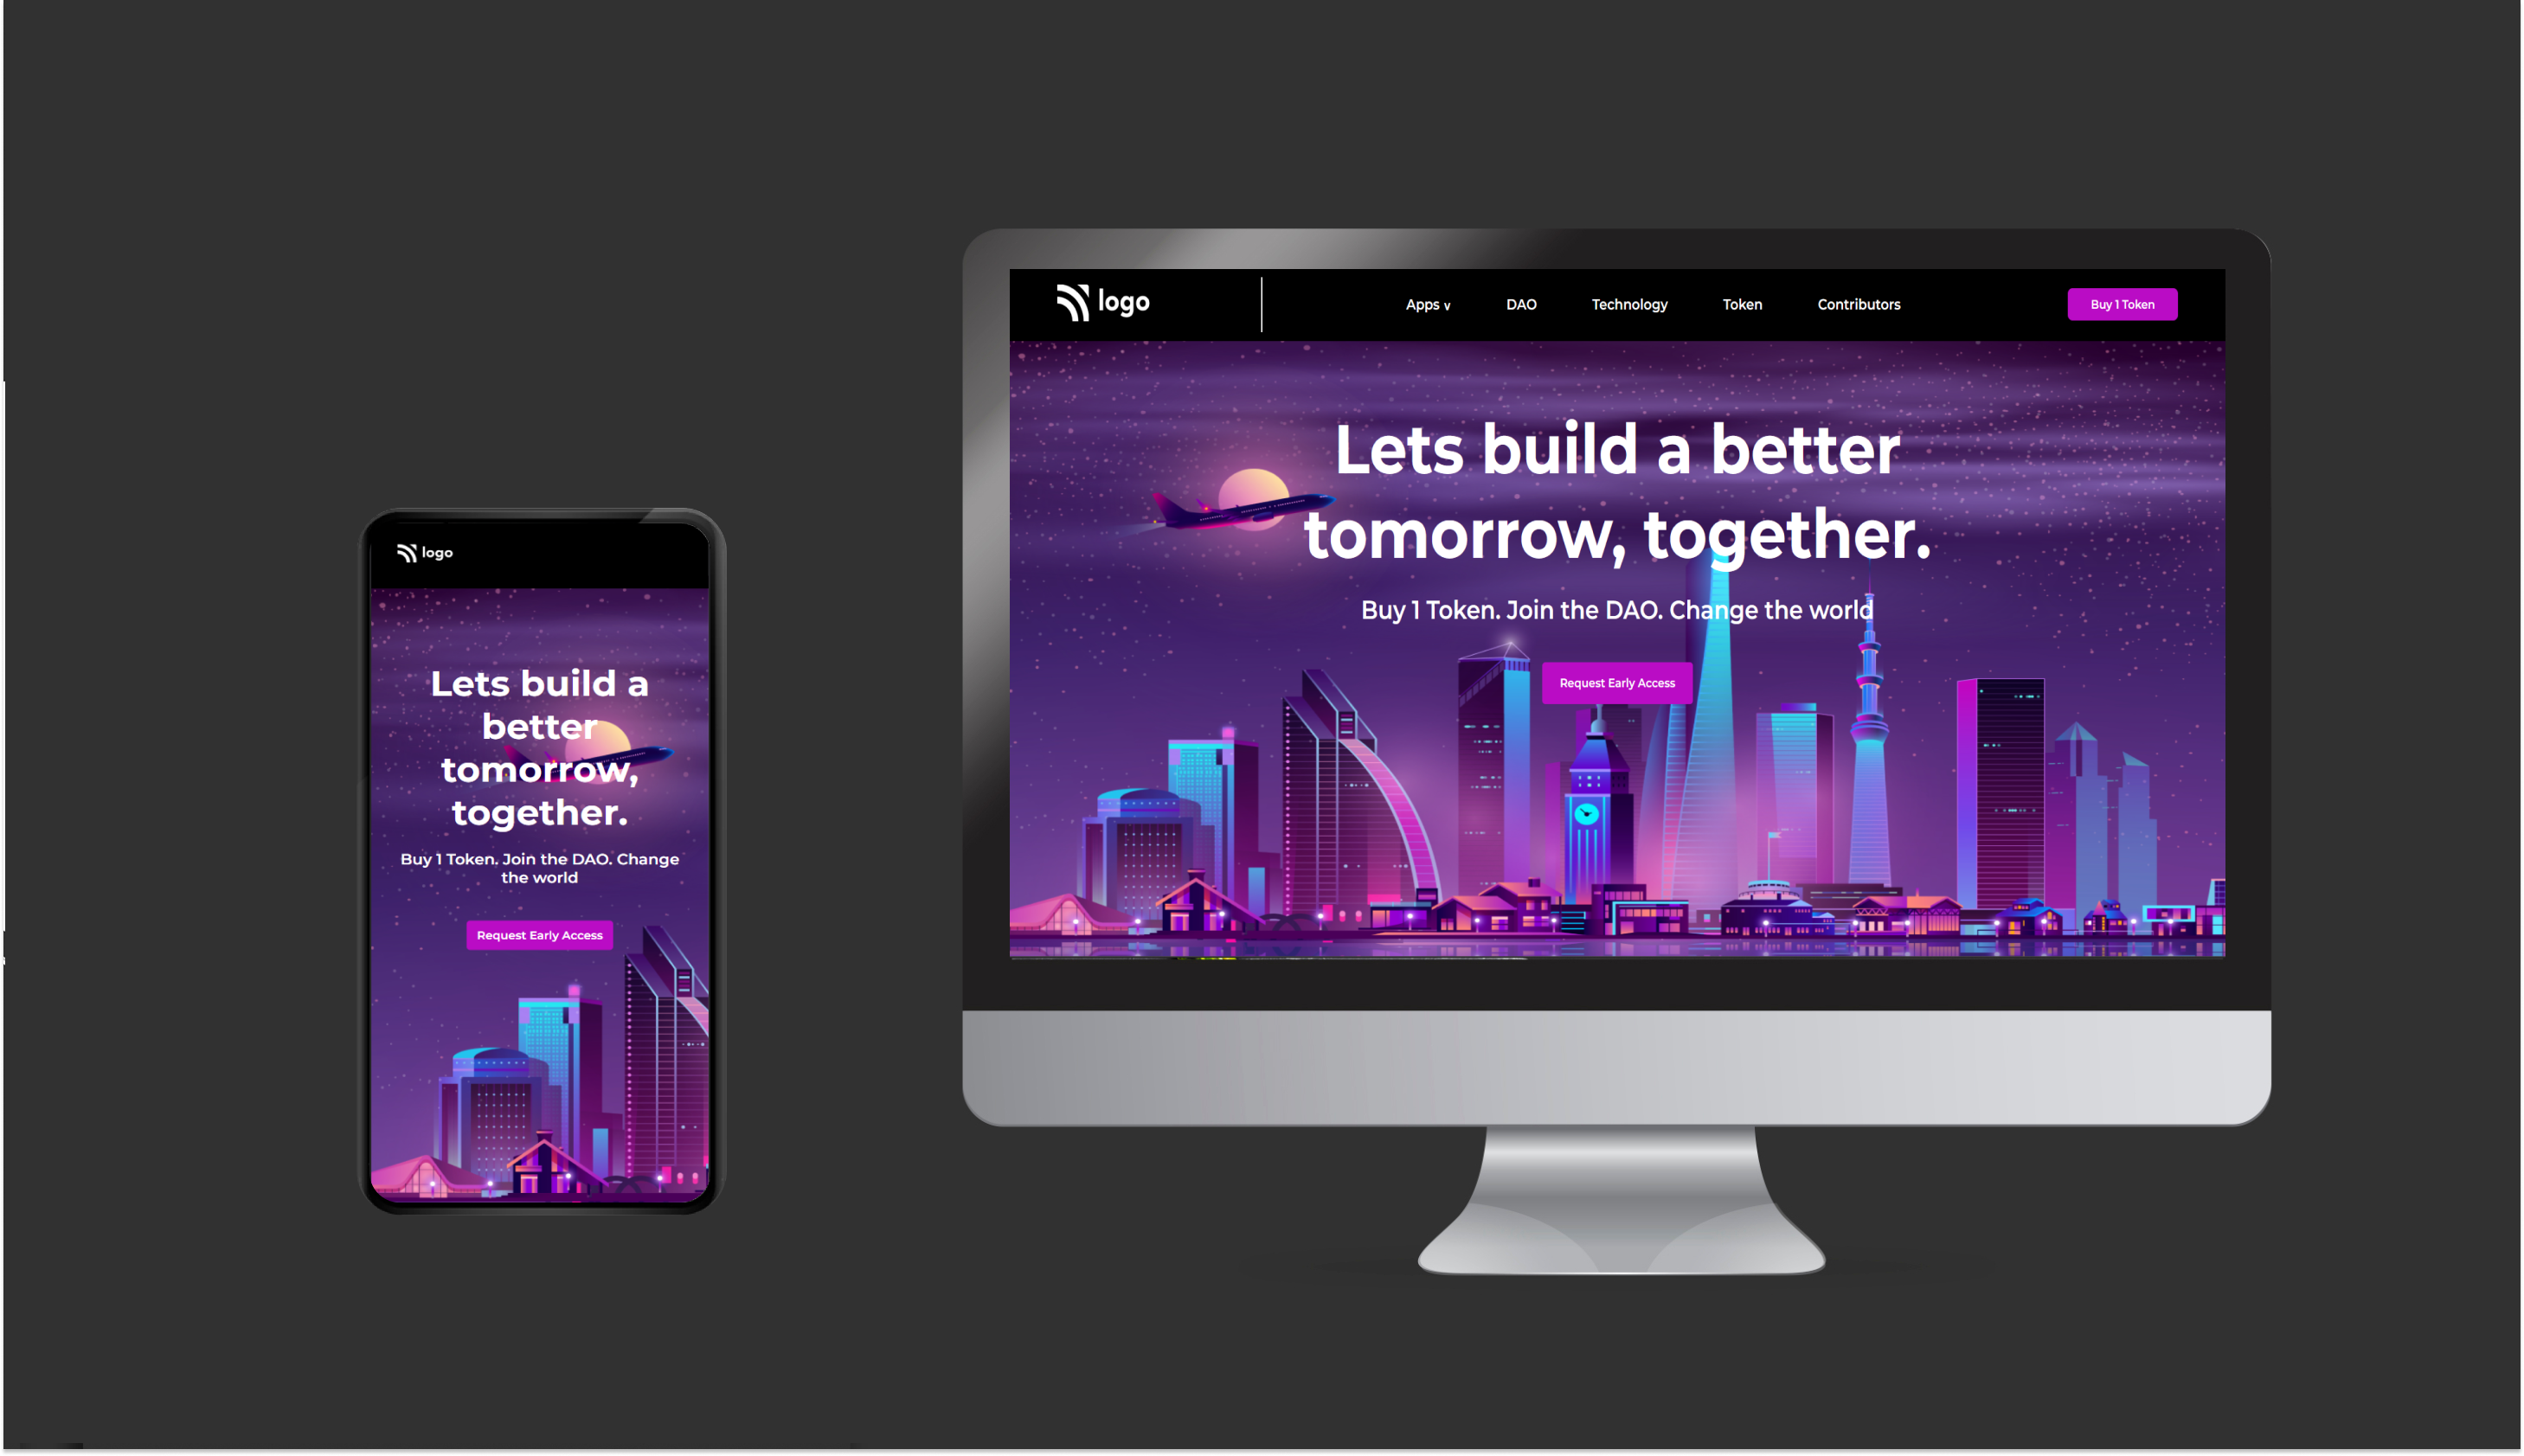 logo
Lets build a
better
tomorrow,
together.
Buy 1 Token. Join the DAO. Change
the world
Request Early Access
logo
Apps v DAO Technology Token Contributors Buy 1 Token
Lets build a better
tomorrow, together.
Buy 1 Token. Join the DAO. Change the world
Request Early Access